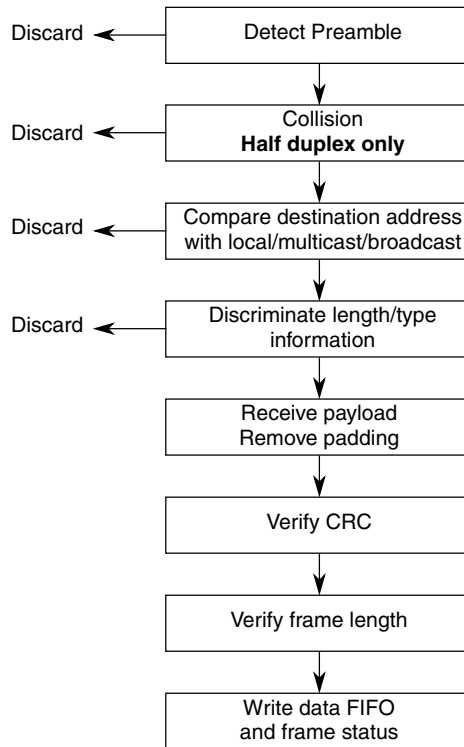 Discard
Detect Preamble
Discard
Collision
Half duplex only
Discard
Compare destination address
with local/multicast/broadcast
Discard
Discriminate length/type
information
Receive payload
Remove padding
Verify CRC
Verify frame length
Write data FIFO
and frame status